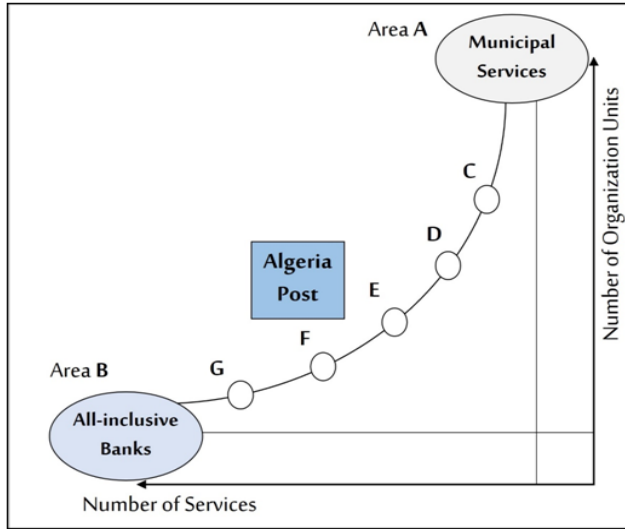 Area A
Municipal
Services
Number of Organization Units
C
D
Algeria
Post
E
F
G
Area B
All-inclusive
Banks
Number of Services